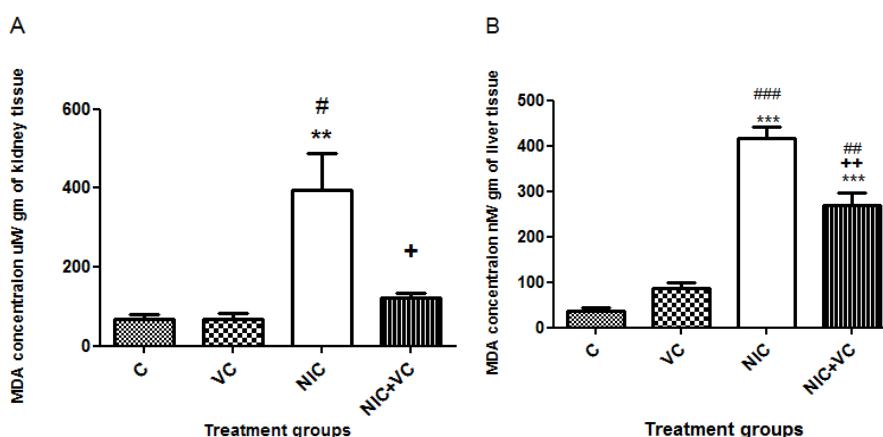 A
MDA concentraion uM/ gm of kidney tissue
600
400
200
0
#
**
+
C
VC
NIC
NIC+VC
Treatment groups
B
MDA concentraion nM/ gm of liver tissue
500
400
300
200
100
0
###
***
##
++
***
C
VC
NIC
NIC+VC
Treatment groups